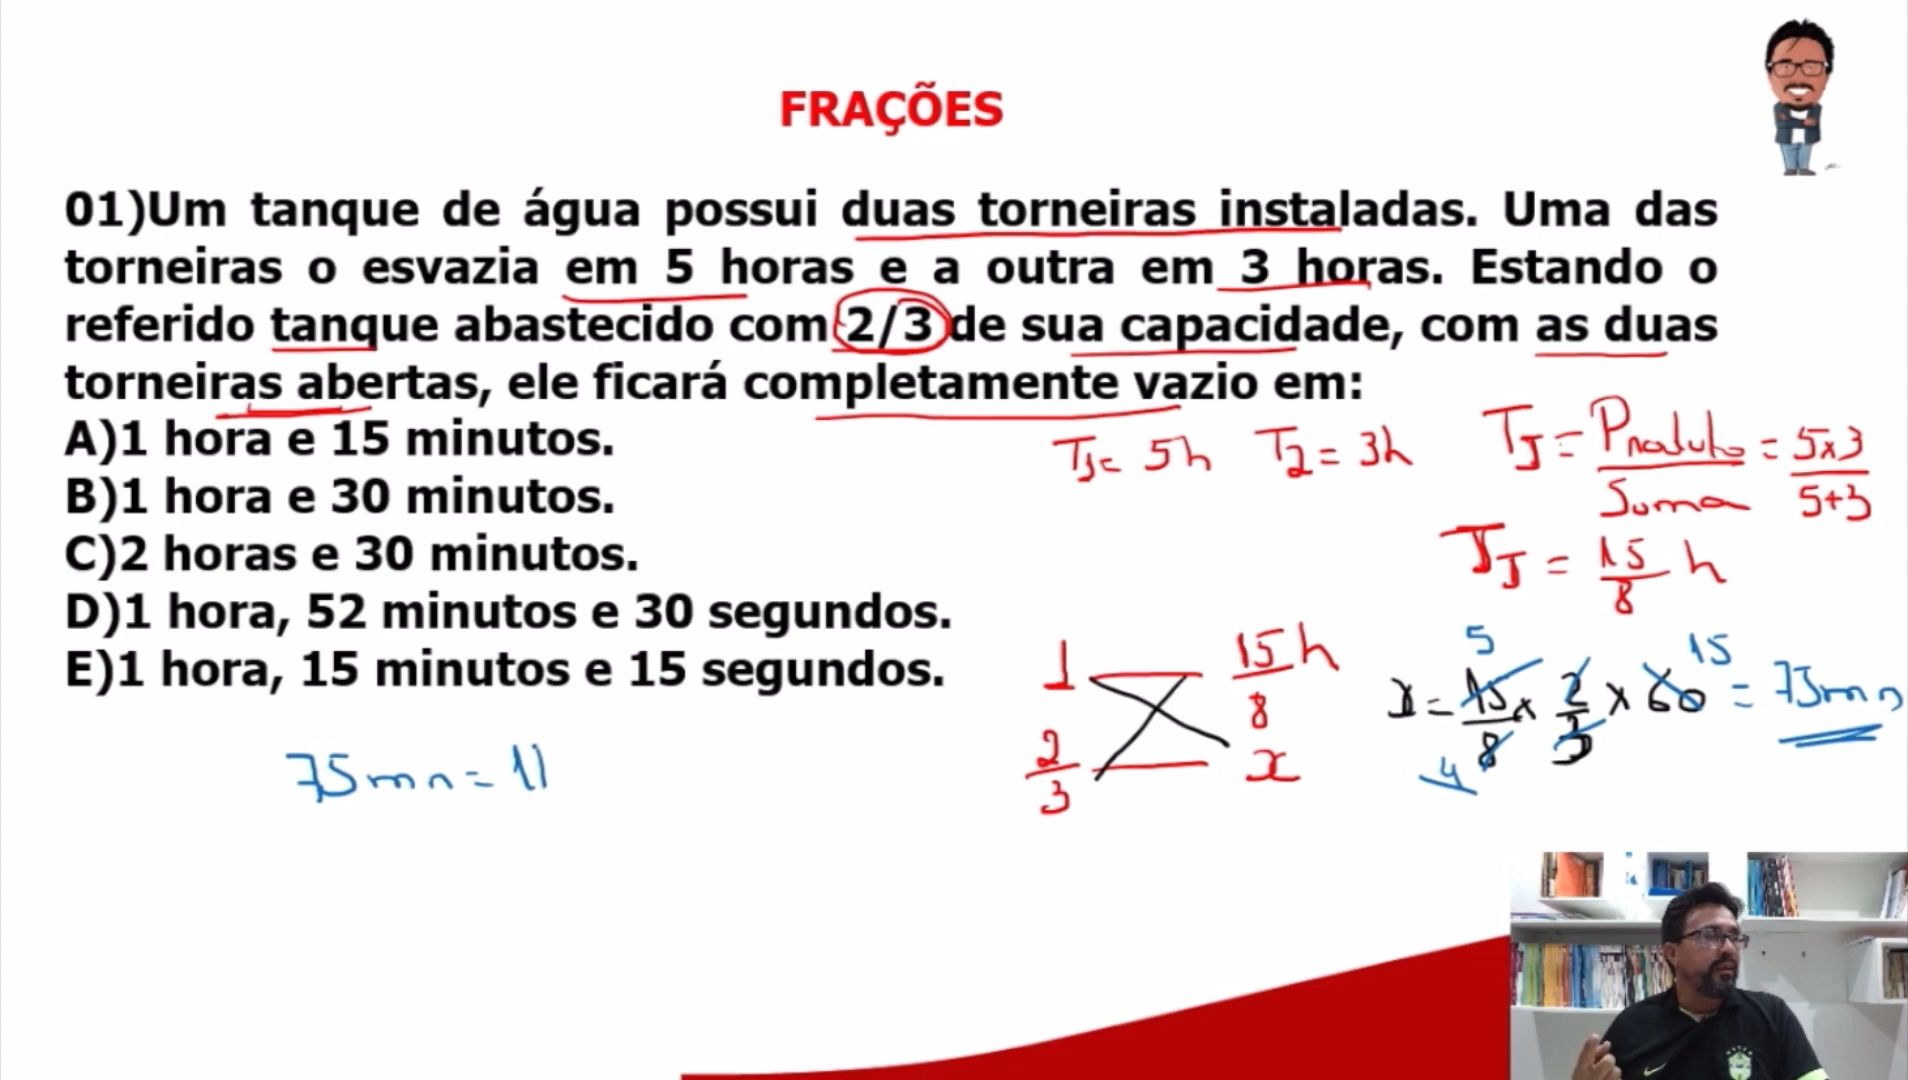 FRAÇÕES
01)Um tanque de água possui duas torneiras instaladas. Uma das
torneiras o esvazia em 5 horas e a outra em 3 horas. Estando o
referido tanque abastecido com 2/3 de sua capacidade, com as duas
torneiras abertas, ele ficará completamente vazio em:
A)1 hora e 15 minutos.
B)1 hora e 30 minutos.
C)2 horas e 30 minutos.
D)1 hora, 52 minutos e 30 segundos.
E)1 hora, 15 minutos e 15 segundos.
T1= 5h T2= 3h
TJ = Produto/Soma = 5x3/5+3
TJ = 15/8 h
1 15/8 h
2/3 x
5 15
x = 15/8 x 2/3 x 60 = 75mn
4
75mn = 1